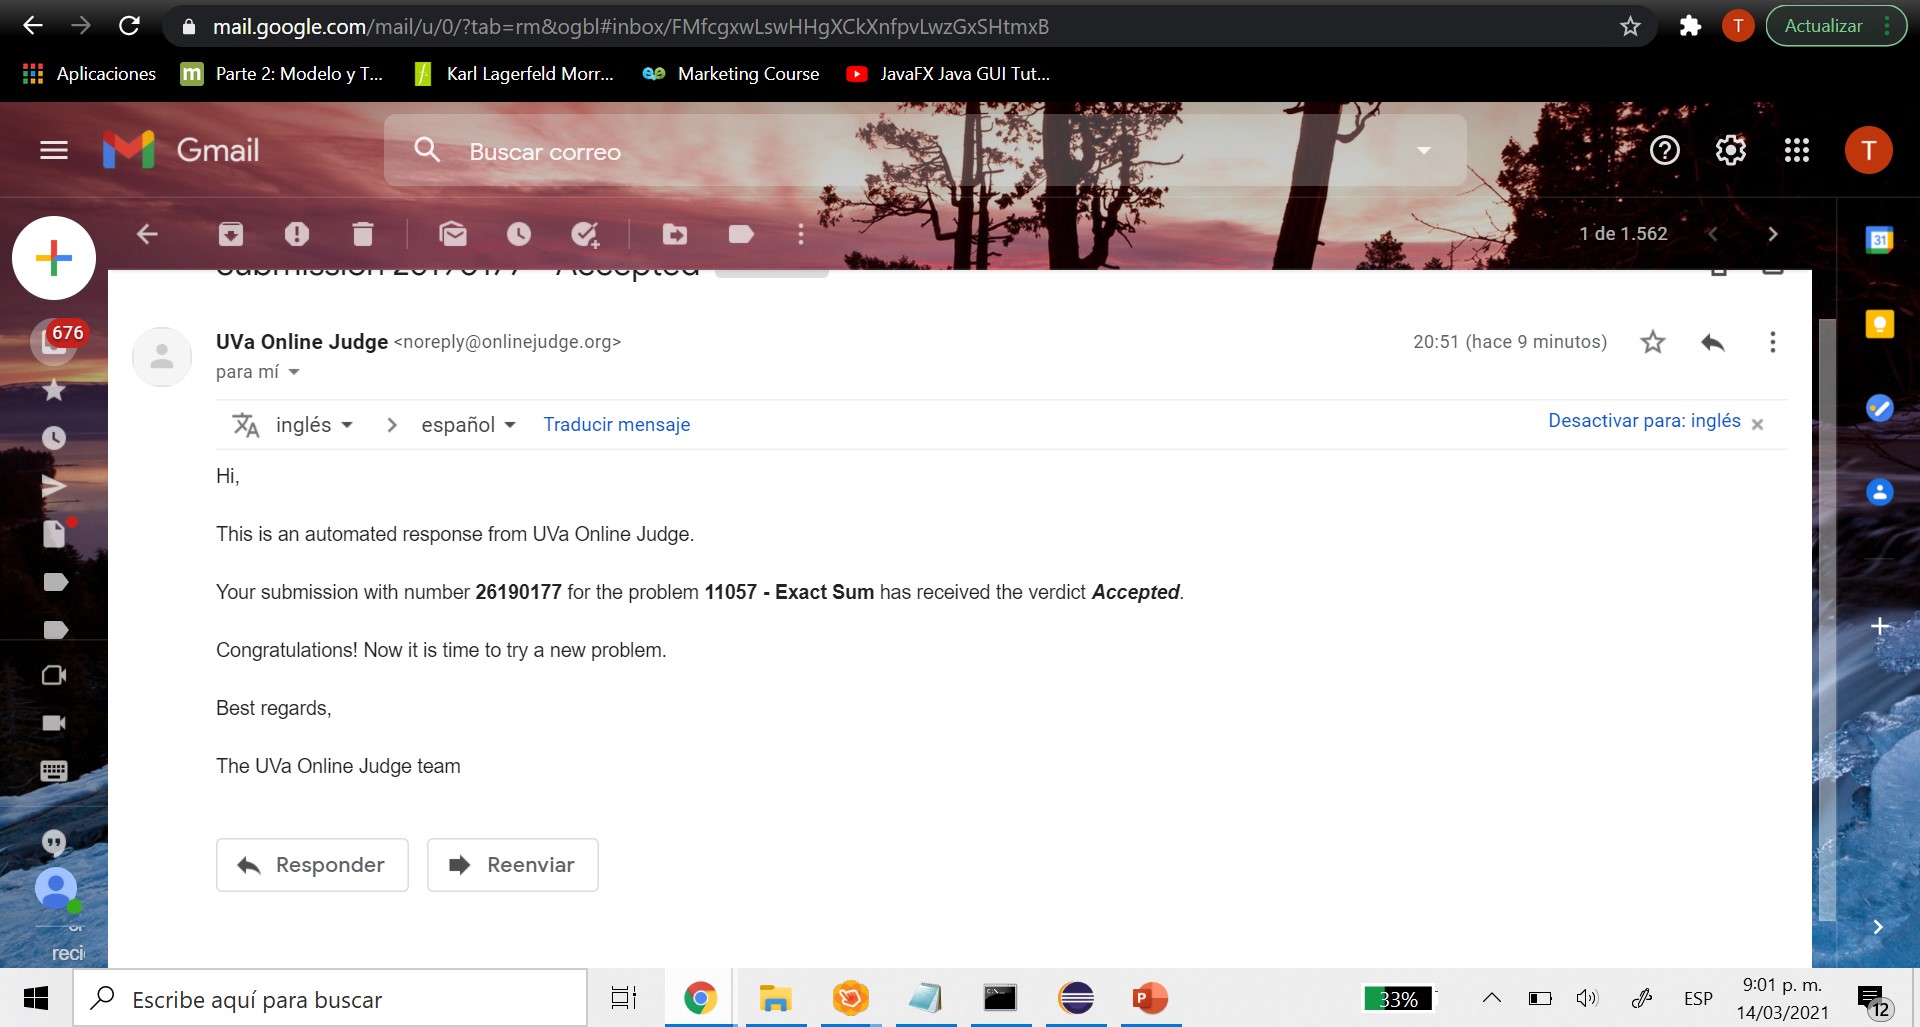 mail.google.com/mail/u/0/?tab=rm&ogbl#inbox/FMfcgxwLswHHgXCkXnfpvLwzGxSHtmxB
T
Actualizar
Aplicaciones
Parte 2: Modelo y T...
Karl Lagerfeld Morr...
Marketing Course
JavaFX Java GUI Tut...
Gmail
Buscar correo
T
1 de 1.562
31
Submission 26190177 - Accepted
676
UVa Online Judge <noreply@onlinejudge.org>
20:51 (hace 9 minutos)
para mí
inglés
español
Traducir mensaje
Desactivar para: inglés
Hi,
This is an automated response from UVa Online Judge.
Your submission with number 26190177 for the problem 11057 - Exact Sum has received the verdict Accepted.
Congratulations! Now it is time to try a new problem.
Best regards,
The UVa Online Judge team
Responder
Reenviar
reci
Escribe aquí para buscar
33%
ESP
9:01 p. m.
14/03/2021
12